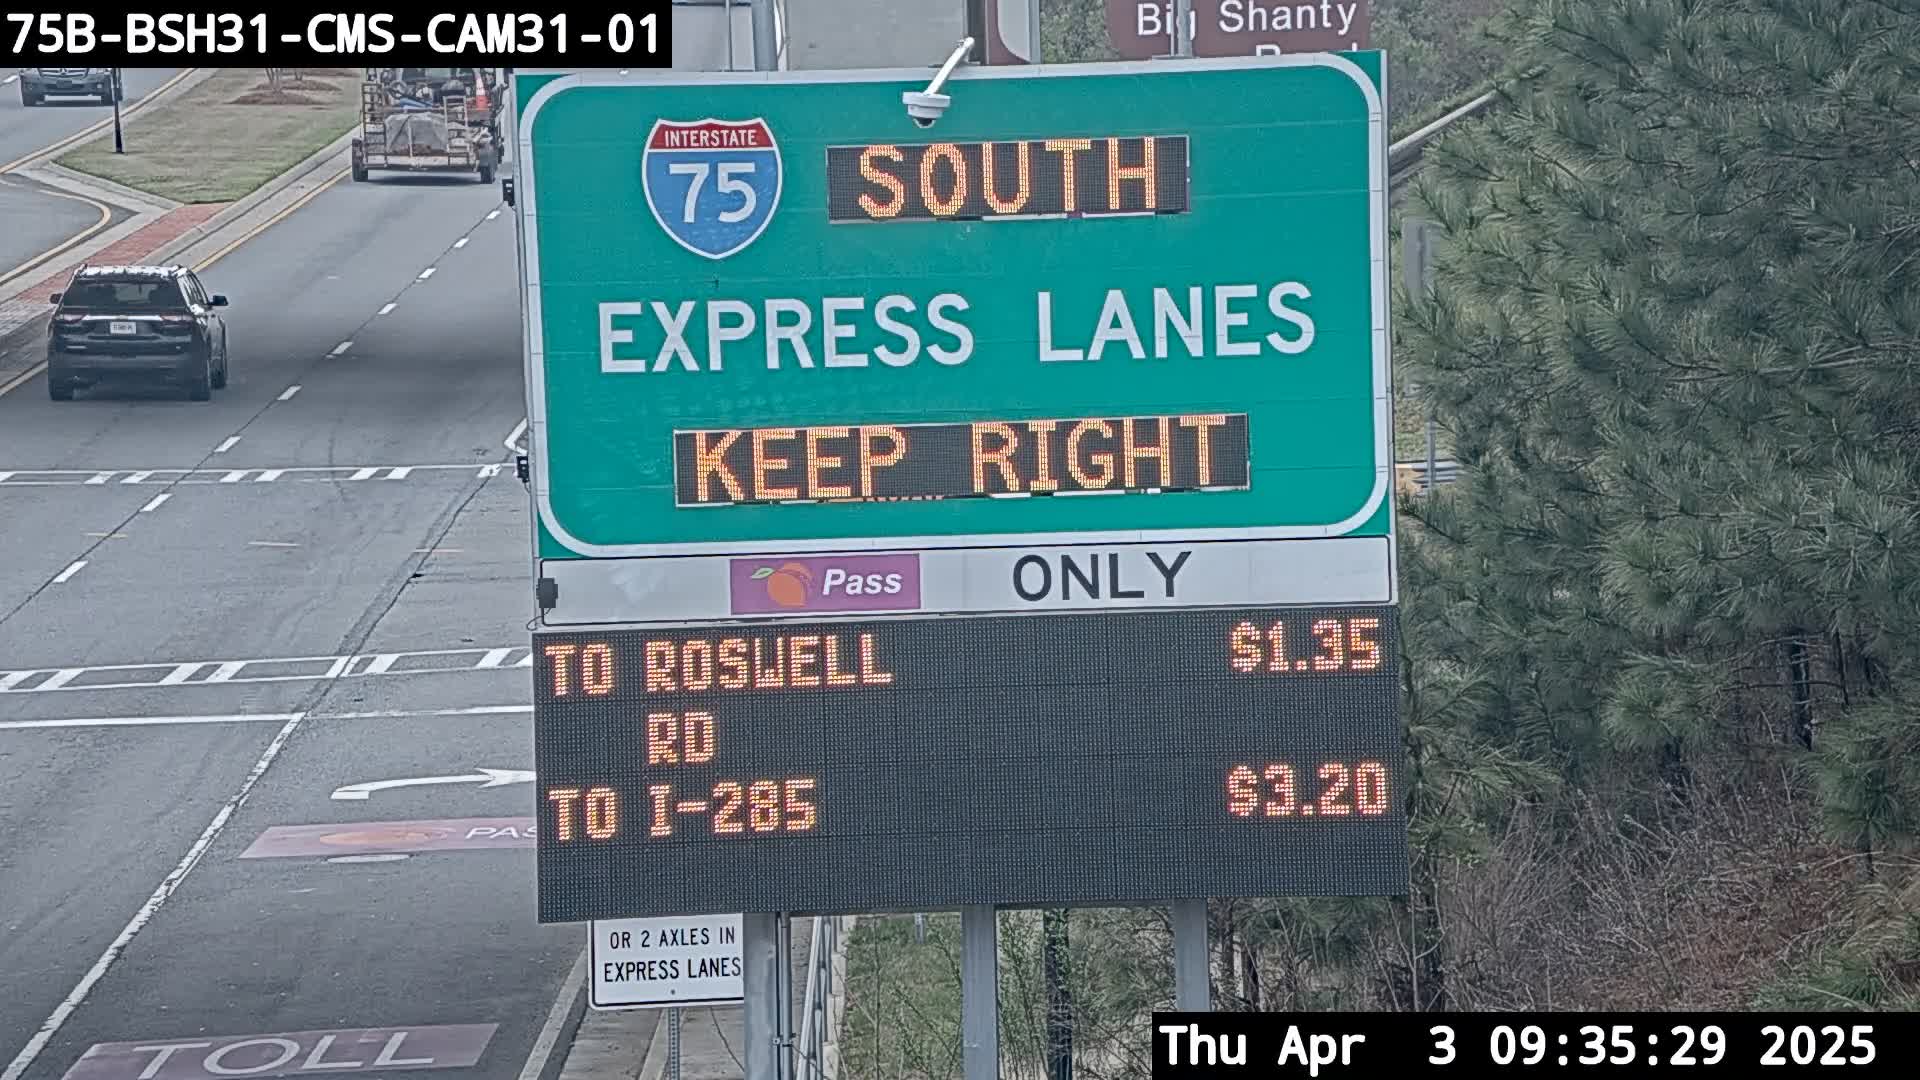 75B-BSH31-CMS-CAM31-01
Big Shanty
Road
INTERSTATE
75
SOUTH
EXPRESS LANES
KEEP RIGHT
Pass
ONLY
TO ROSWELL $1.35
RD
TO I-285 $3.20
PAS
OR 2 AXLES IN
EXPRESS LANES
TOLL
Thu Apr 3 09:35:29 2025